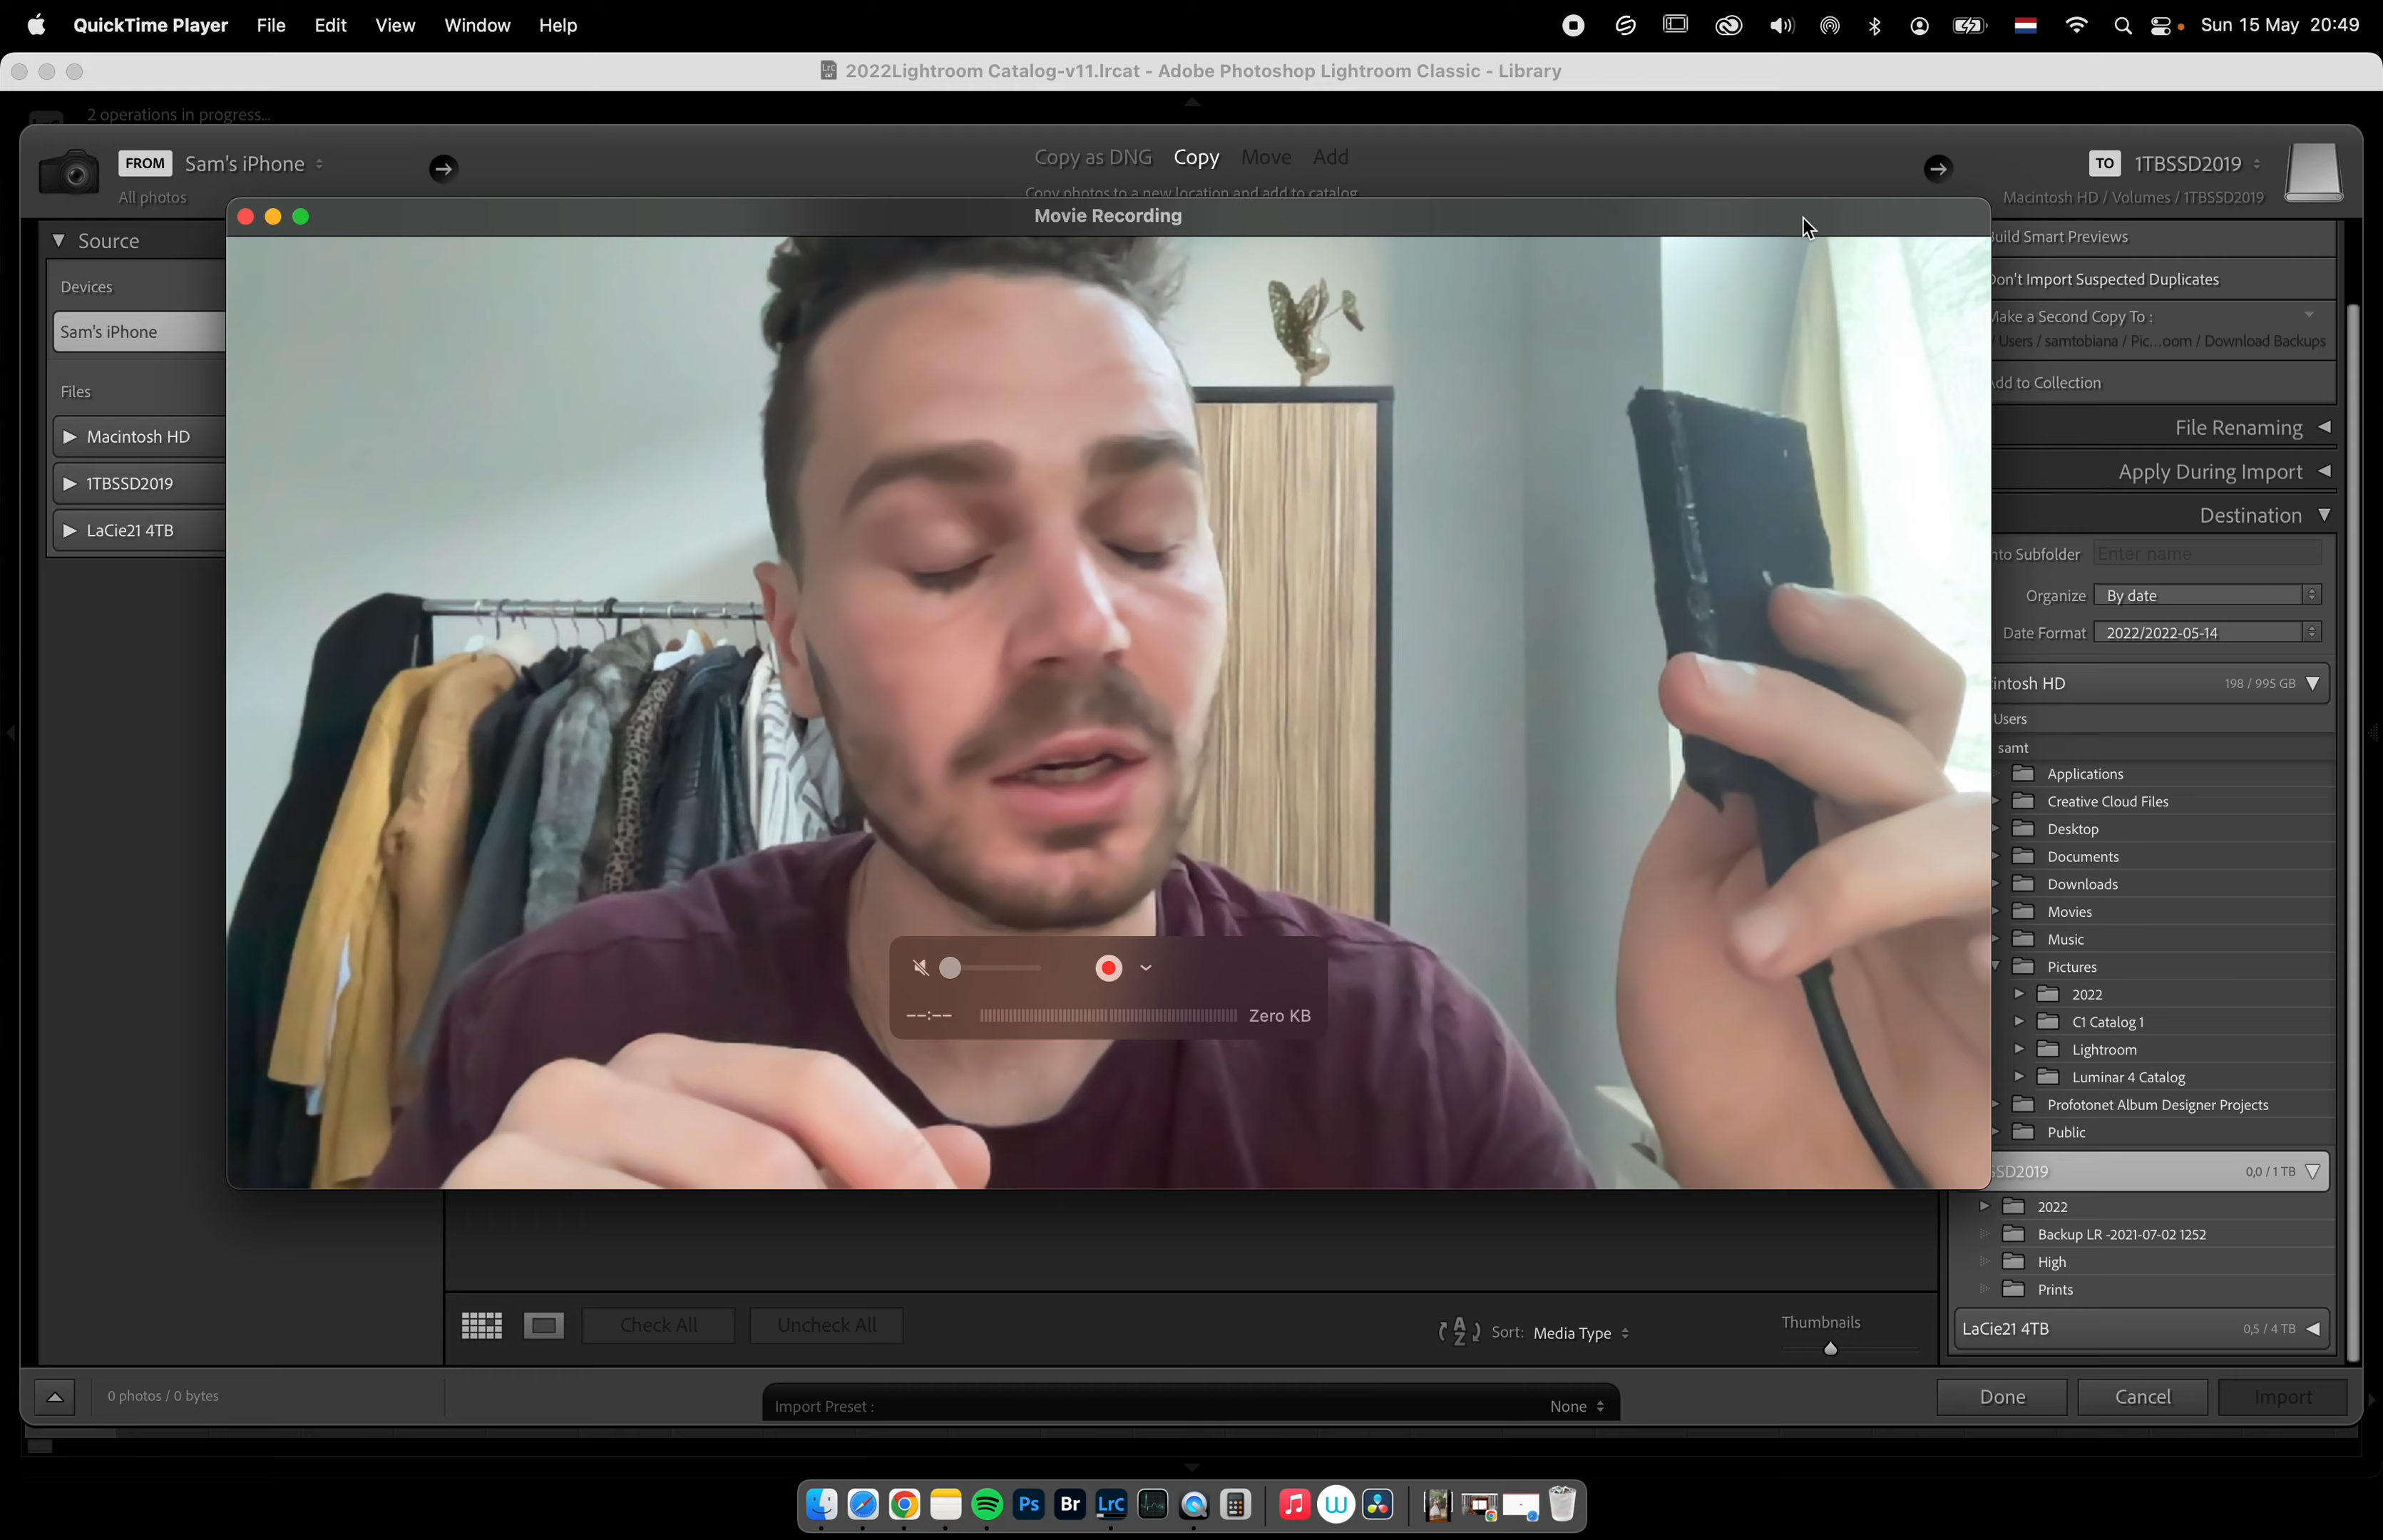 QuickTime Player File Edit View Window Help
Sun 15 May 20:49
2022Lightroom Catalog-v11.lrcat - Adobe Photoshop Lightroom Classic - Library
2 operations in progress...
FROM Sam's iPhone
All photos
Copy as DNG Copy Move Add
Copy photos to a new location and add to catalog
TO 1TBSSD2019
Macintosh HD / Volumes / 1TBSSD2019
Movie Recording
Source
Devices
Sam's iPhone
Files
Macintosh HD
1TBSSD2019
LaCie21 4TB
--:--
Zero KB
uild Smart Previews
on't Import Suspected Duplicates
Make a Second Copy To :
/ Users / samtobiana / Pic...oom / Download Backups
dd to Collection
File Renaming
Apply During Import
Destination
nto Subfolder Enter name
Organize By date
Date Format 2022/2022-05-14
intosh HD 198 / 995 GB
Users
samt
Applications
Creative Cloud Files
Desktop
Documents
Downloads
Movies
Music
Pictures
2022
C1 Catalog 1
Lightroom
Luminar 4 Catalog
Profotonet Album Designer Projects
Public
SSD2019 0,0 / 1 TB
2022
Backup LR -2021-07-02 1252
High
Prints
LaCie21 4TB 0,5 / 4 TB
Check All Uncheck All
Sort: Media Type
Thumbnails
0 photos / 0 bytes
Import Preset : None
Done Cancel Import
Ps Br LrC